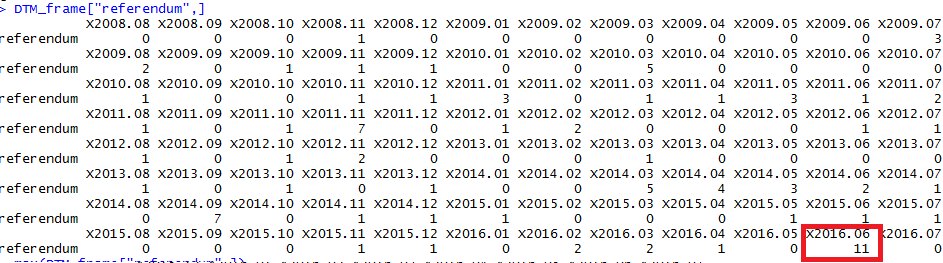 > DTM_frame["referendum",]
X2008.08 X2008.09 X2008.10 X2008.11 X2008.12 X2009.01 X2009.02 X2009.03 X2009.04 X2009.05 X2009.06 X2009.07
referendum 0 0 0 1 0 0 0 0 0 0 0 3
X2009.08 X2009.09 X2009.10 X2009.11 X2009.12 X2010.01 X2010.02 X2010.03 X2010.04 X2010.05 X2010.06 X2010.07
referendum 2 0 1 1 1 0 0 5 0 0 0 0
X2010.08 X2010.09 X2010.10 X2010.11 X2010.12 X2011.01 X2011.02 X2011.03 X2011.04 X2011.05 X2011.06 X2011.07
referendum 1 0 0 1 1 3 0 1 1 3 1 2
X2011.08 X2011.09 X2011.10 X2011.11 X2011.12 X2012.01 X2012.02 X2012.03 X2012.04 X2012.05 X2012.06 X2012.07
referendum 1 0 1 7 0 1 2 0 0 0 1 1
X2012.08 X2012.09 X2012.10 X2012.11 X2012.12 X2013.01 X2013.02 X2013.03 X2013.04 X2013.05 X2013.06 X2013.07
referendum 1 0 1 2 0 0 0 1 0 0 0 0
X2013.08 X2013.09 X2013.10 X2013.11 X2013.12 X2014.01 X2014.02 X2014.03 X2014.04 X2014.05 X2014.06 X2014.07
referendum 1 0 1 0 1 0 0 5 4 3 2 1
X2014.08 X2014.09 X2014.10 X2014.11 X2014.12 X2015.01 X2015.02 X2015.03 X2015.04 X2015.05 X2015.06 X2015.07
referendum 0 7 0 1 1 1 0 0 0 1 1 1
X2015.08 X2015.09 X2015.10 X2015.11 X2015.12 X2016.01 X2016.02 X2016.03 X2016.04 X2016.05 X2016.06 X2016.07
referendum 0 0 0 1 1 0 2 2 1 0 11 0